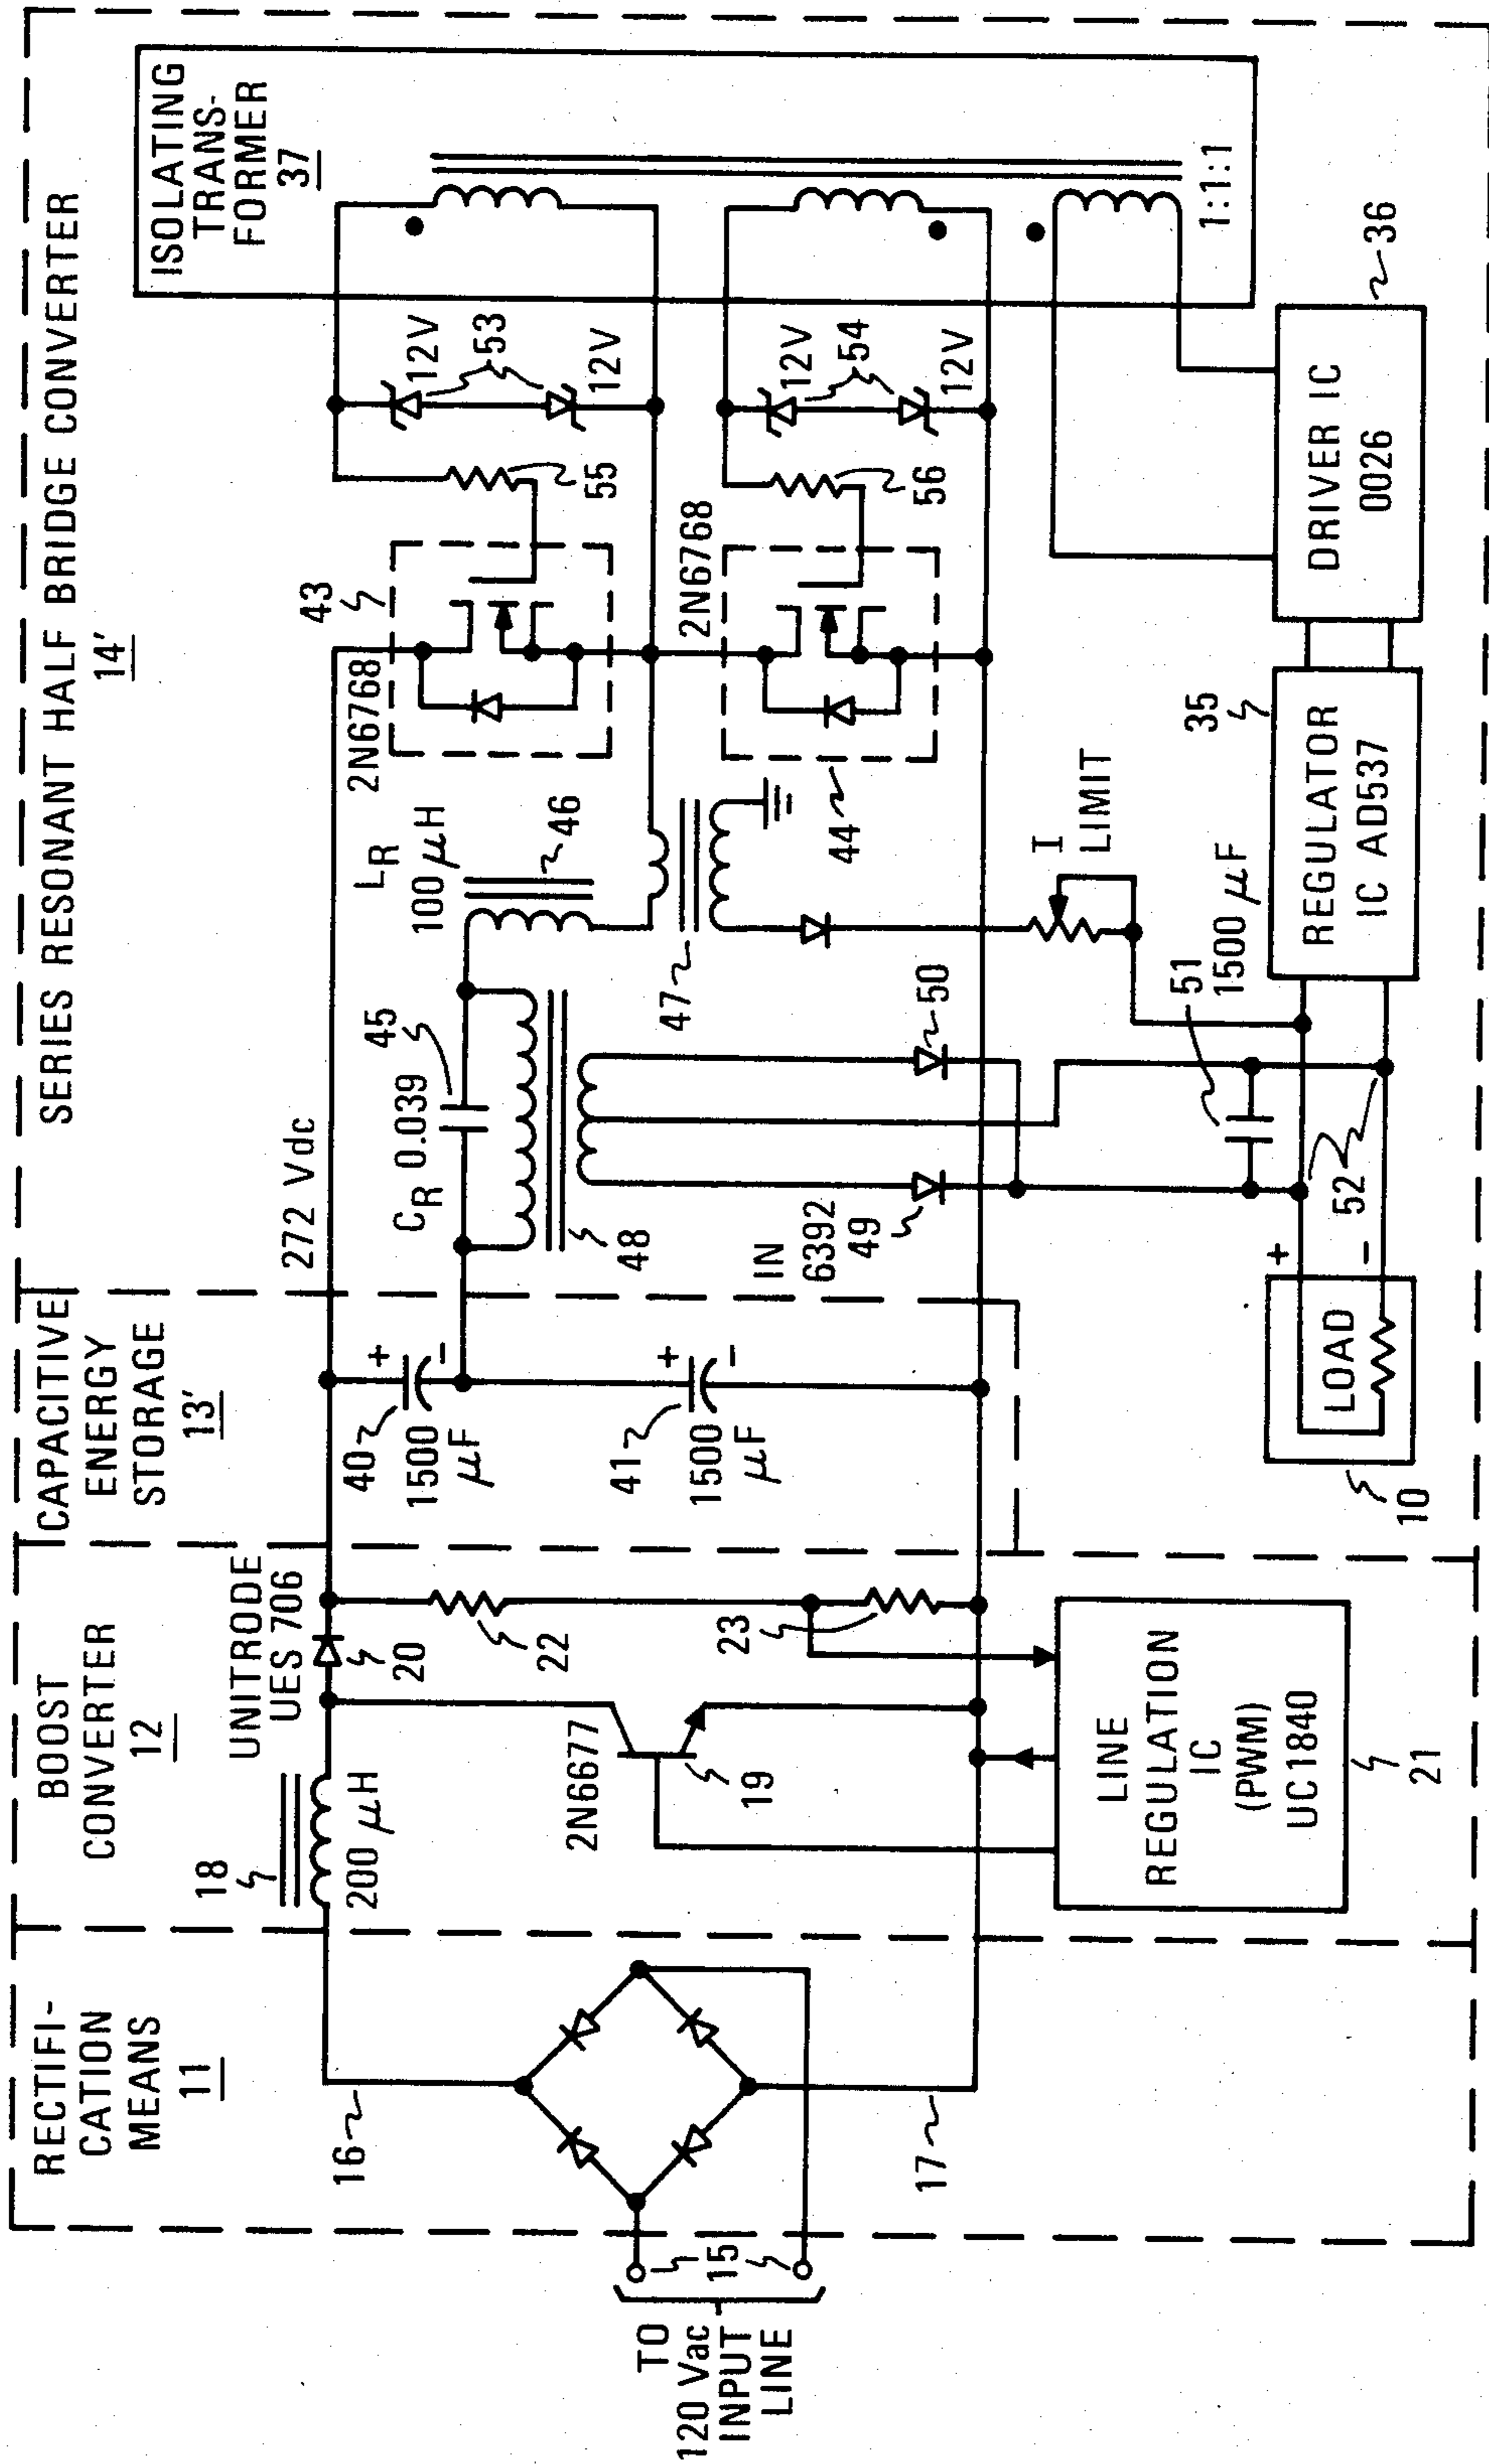 RECTIFI-
CATION
MEANS
11
BOOST
CONVERTER
12
CAPACITIVE
ENERGY
STORAGE
13'
SERIES RESONANT HALF BRIDGE CONVERTER
14'
TO
120 Vac
INPUT
LINE
15
16
17
18
200 μH
UNITRODE
UES 706
20
22
2N6677
19
23
LINE
REGULATION
IC
(PWM)
UC1840
21
40
1500
μF
+
-
41
1500
μF
+
-
272 Vdc
CR 0.039
45
48
IN
6392
49
50
LR
100 μH
46
47
2N6768
43
2N6768
44
55
56
12V
53
12V
12V
54
12V
ISOLATING
TRANS-
FORMER
37
1:1:1
I
LIMIT
51
1500 μF
52
+
-
LOAD
10
35
REGULATOR
IC AD537
DRIVER IC
0026
36